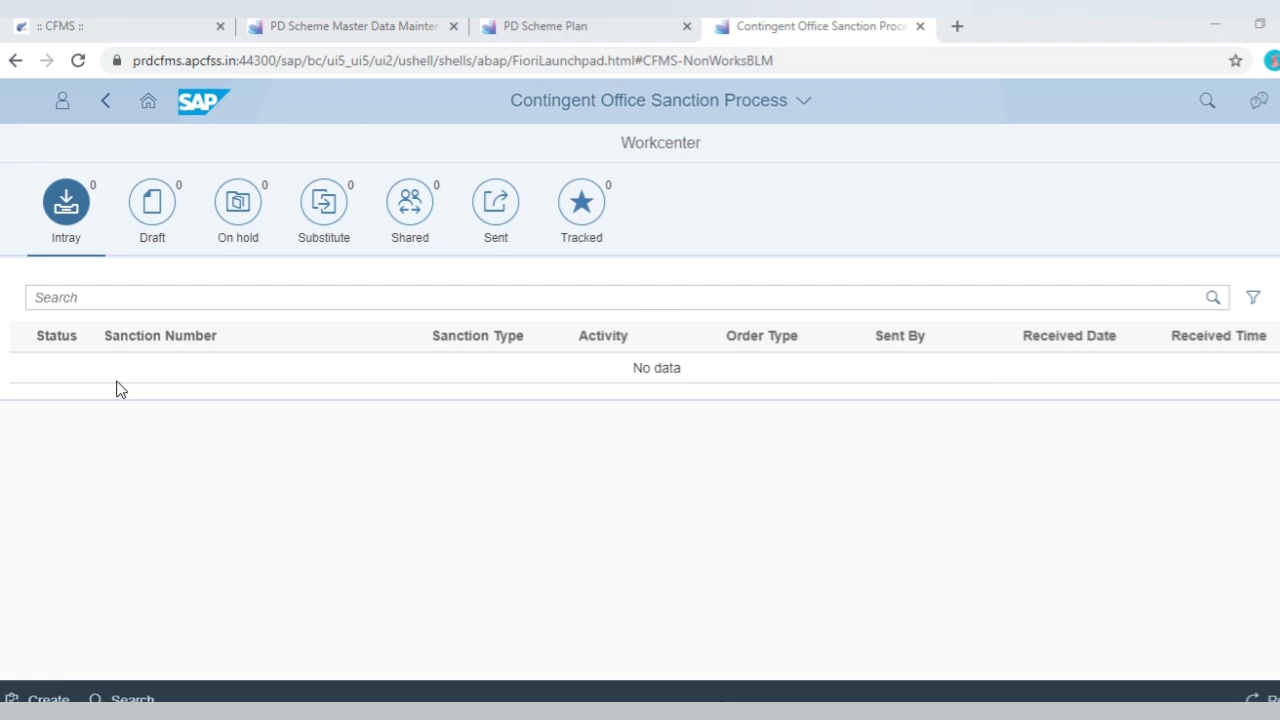 :: CFMS ::
PD Scheme Master Data Mainten
PD Scheme Plan
Contingent Office Sanction Proce
prdcfms.apcfss.in:44300/sap/bc/ui5_ui5/ui2/ushell/shells/abap/FioriLaunchpad.html#CFMS-NonWorksBLM
SAP
Contingent Office Sanction Process
Workcenter
0 0 0 0 0 0
Intray Draft On hold Substitute Shared Sent Tracked
Search
Status Sanction Number Sanction Type Activity Order Type Sent By Received Date Received Time
No data
Create Search